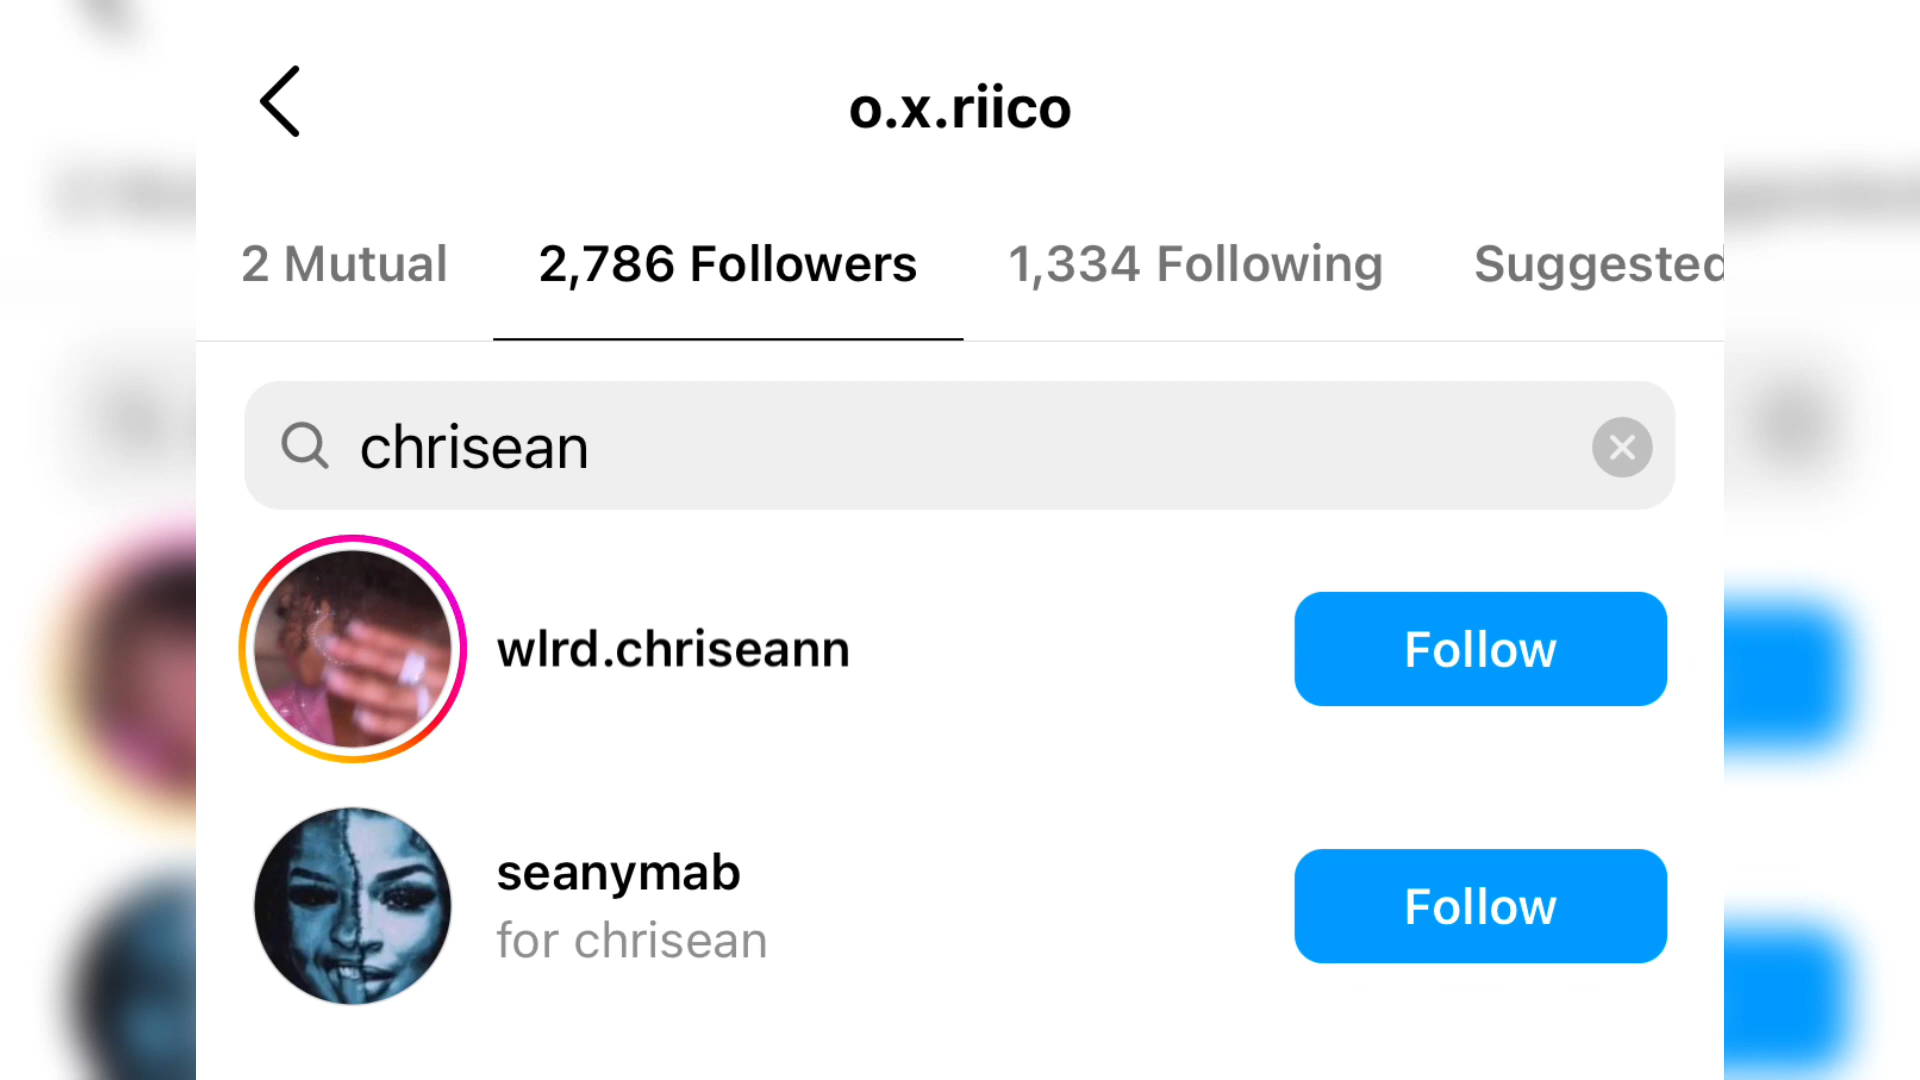 o.x.riico
2 Mutual 2,786 Followers 1,334 Following Suggested
chrisean
wlrd.chriseann Follow
seanymab Follow
for chrisean